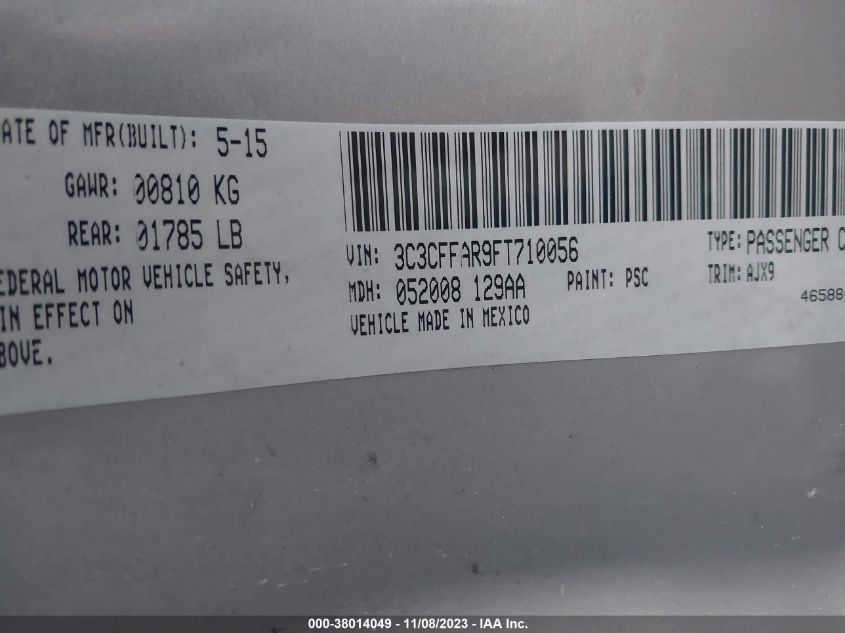 ATE OF MFR(BUILT): 5-15
GAWR: 00810 KG
REAR: 01785 LB
EDERAL MOTOR VEHICLE SAFETY,
IN EFFECT ON
BOVE.
VIN: 3C3CFFAR9FT710056 TYPE: PASSENGER C
MDH: 052008 129AA PAINT: PSC TRIM: AJX9
VEHICLE MADE IN MEXICO 46588
000-38014049 - 11/08/2023 - IAA Inc.